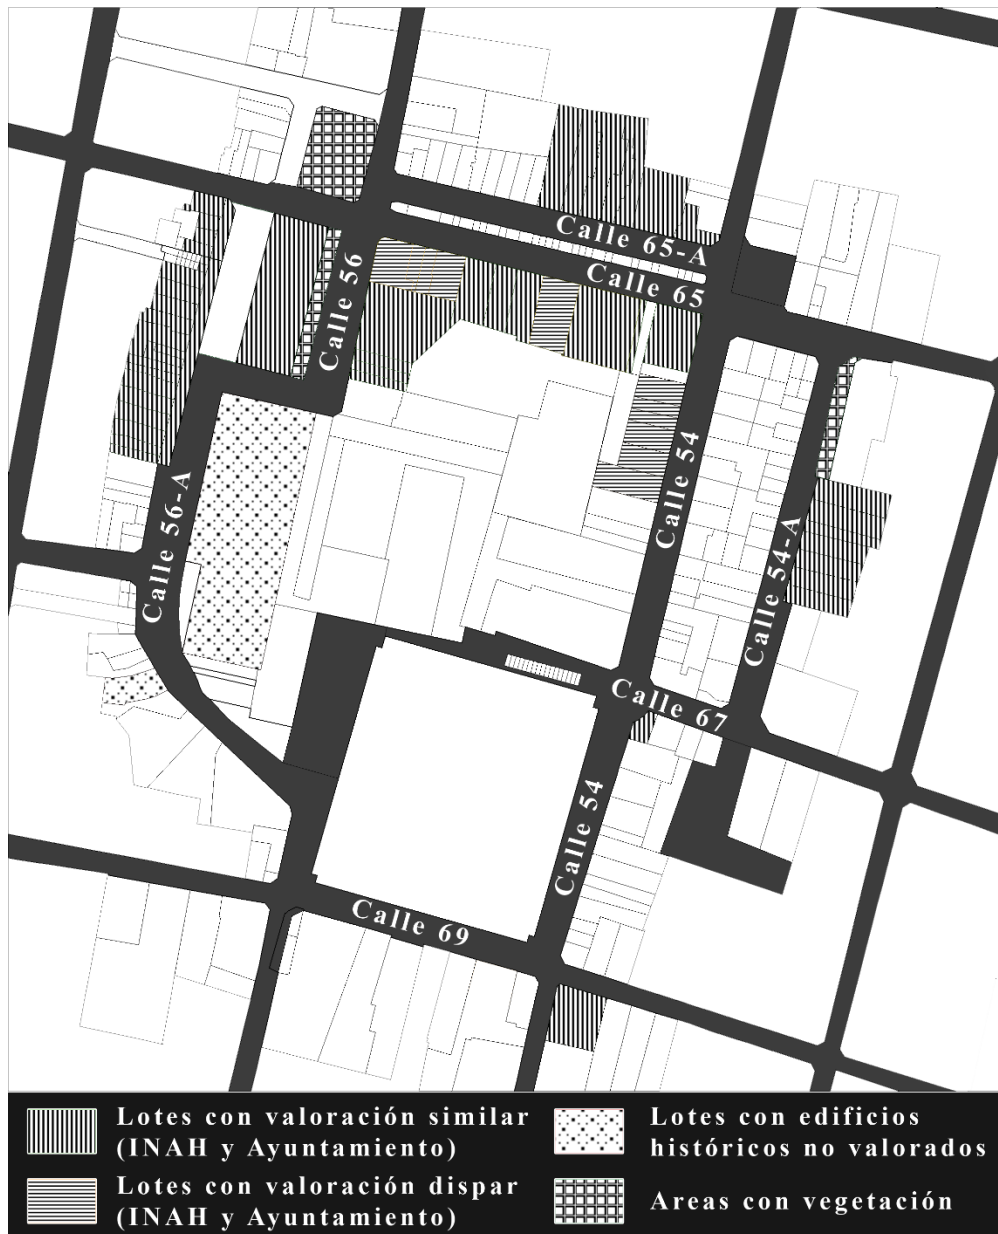 Calle 65-A
Calle 65
Calle 56
Calle 54
Calle 56-A
Calle 54-A
Calle 67
Calle 54
Calle 69
Lotes con valoración similar
(INAH y Ayuntamiento)
Lotes con valoración dispar
(INAH y Ayuntamiento)
Lotes con edificios
históricos no valorados
Areas con vegetación